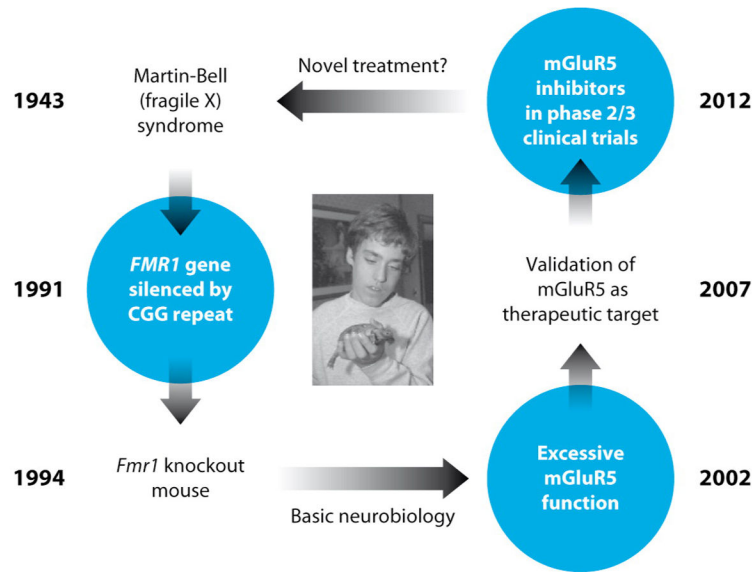 1943
Martin-Bell
(fragile X)
syndrome
Novel treatment?
mGluR5
inhibitors
in phase 2/3
clinical trials
2012
1991
FMR1 gene
silenced by
CGG repeat
Validation of
mGluR5 as
therapeutic target
2007
1994
Fmr1 knockout
mouse
Basic neurobiology
Excessive
mGluR5
function
2002